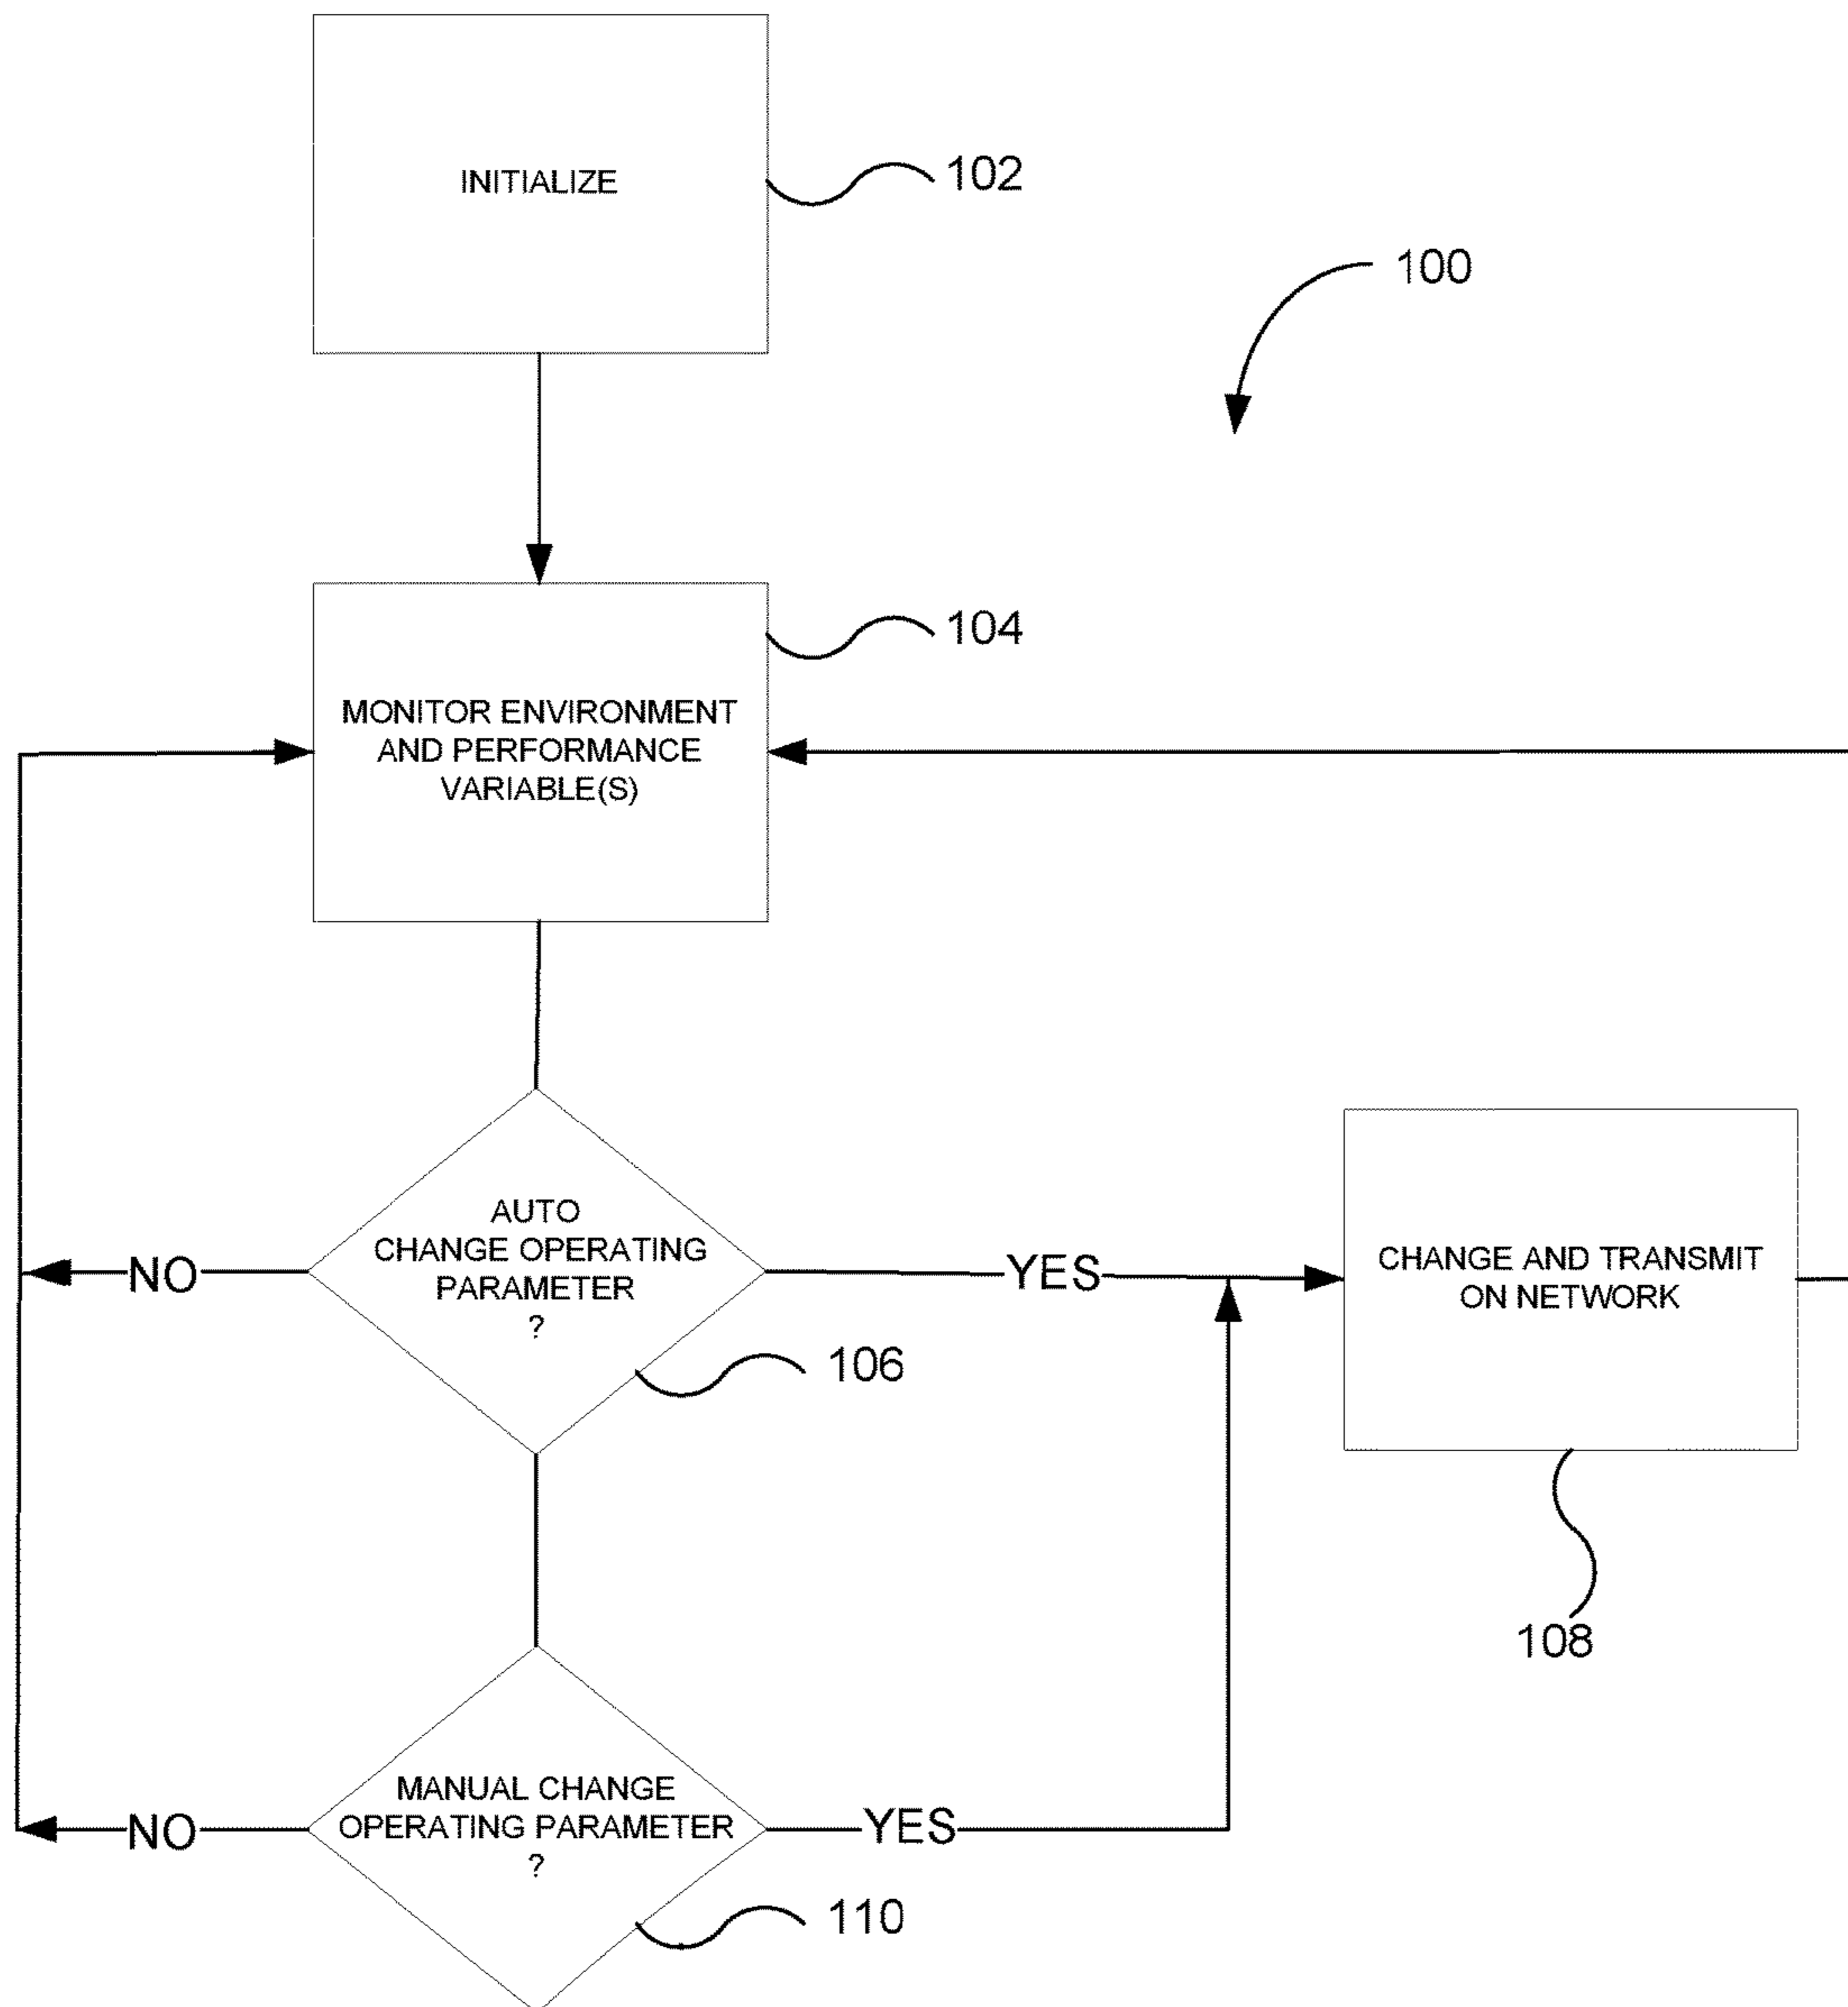 INITIALIZE
102
100
104
MONITOR ENVIRONMENT
AND PERFORMANCE
VARIABLE(S)
AUTO
CHANGE OPERATING
PARAMETER
?
NO
YES
CHANGE AND TRANSMIT
ON NETWORK
106
108
MANUAL CHANGE
OPERATING PARAMETER
?
NO
YES
110